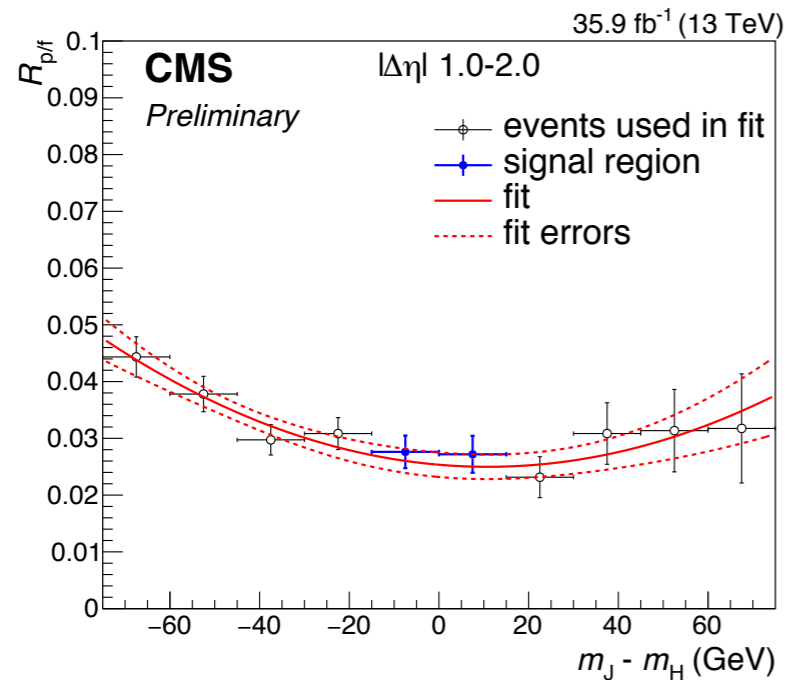 35.9 fb⁻¹ (13 TeV)
R_p/f
CMS
Preliminary
|Δη| 1.0-2.0
events used in fit
signal region
fit
fit errors
0.1
0.09
0.08
0.07
0.06
0.05
0.04
0.03
0.02
0.01
0
−60 −40 −20 0 20 40 60
m_J - m_H (GeV)